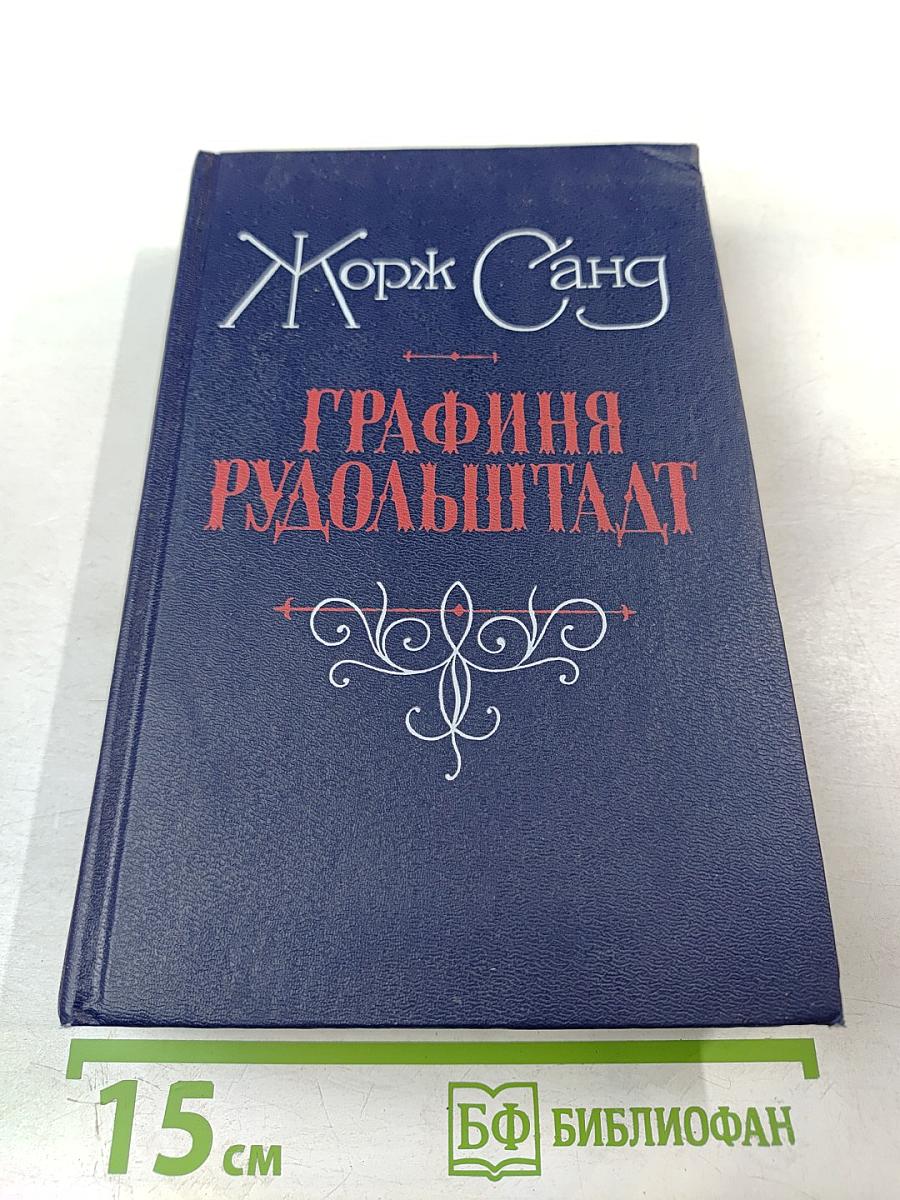 Жорж Санд
ГРАФИНЯ
РУДОЛЬШТАДТ
15 см
БФ БИБЛИОФАН